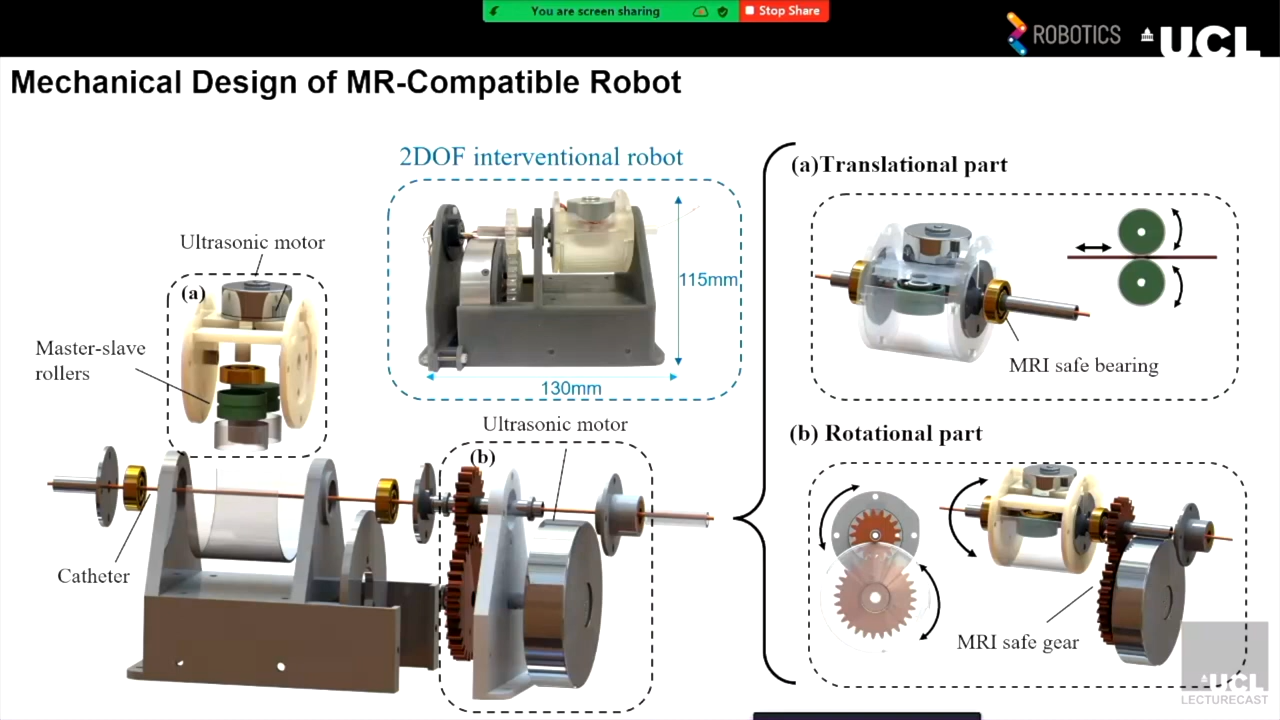 You are screen sharing
Stop Share
ROBOTICS
UCL
Mechanical Design of MR-Compatible Robot
2DOF interventional robot
115mm
130mm
Ultrasonic motor
(a)
Master-slave
rollers
Catheter
Ultrasonic motor
(b)
(a)Translational part
MRI safe bearing
(b) Rotational part
MRI safe gear
UCL
LECTURECAST